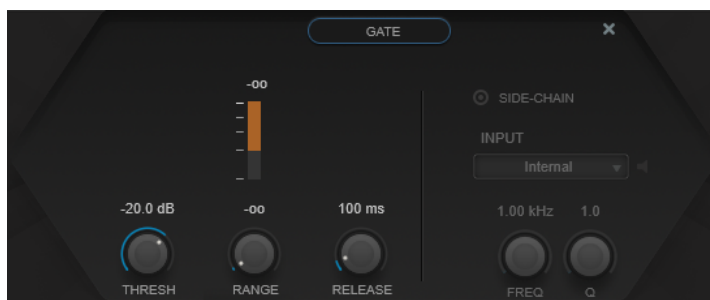 GATE
-oo
SIDE-CHAIN
INPUT
Internal
-20.0 dB -oo 100 ms 1.00 kHz 1.0
THRESH RANGE RELEASE FREQ Q